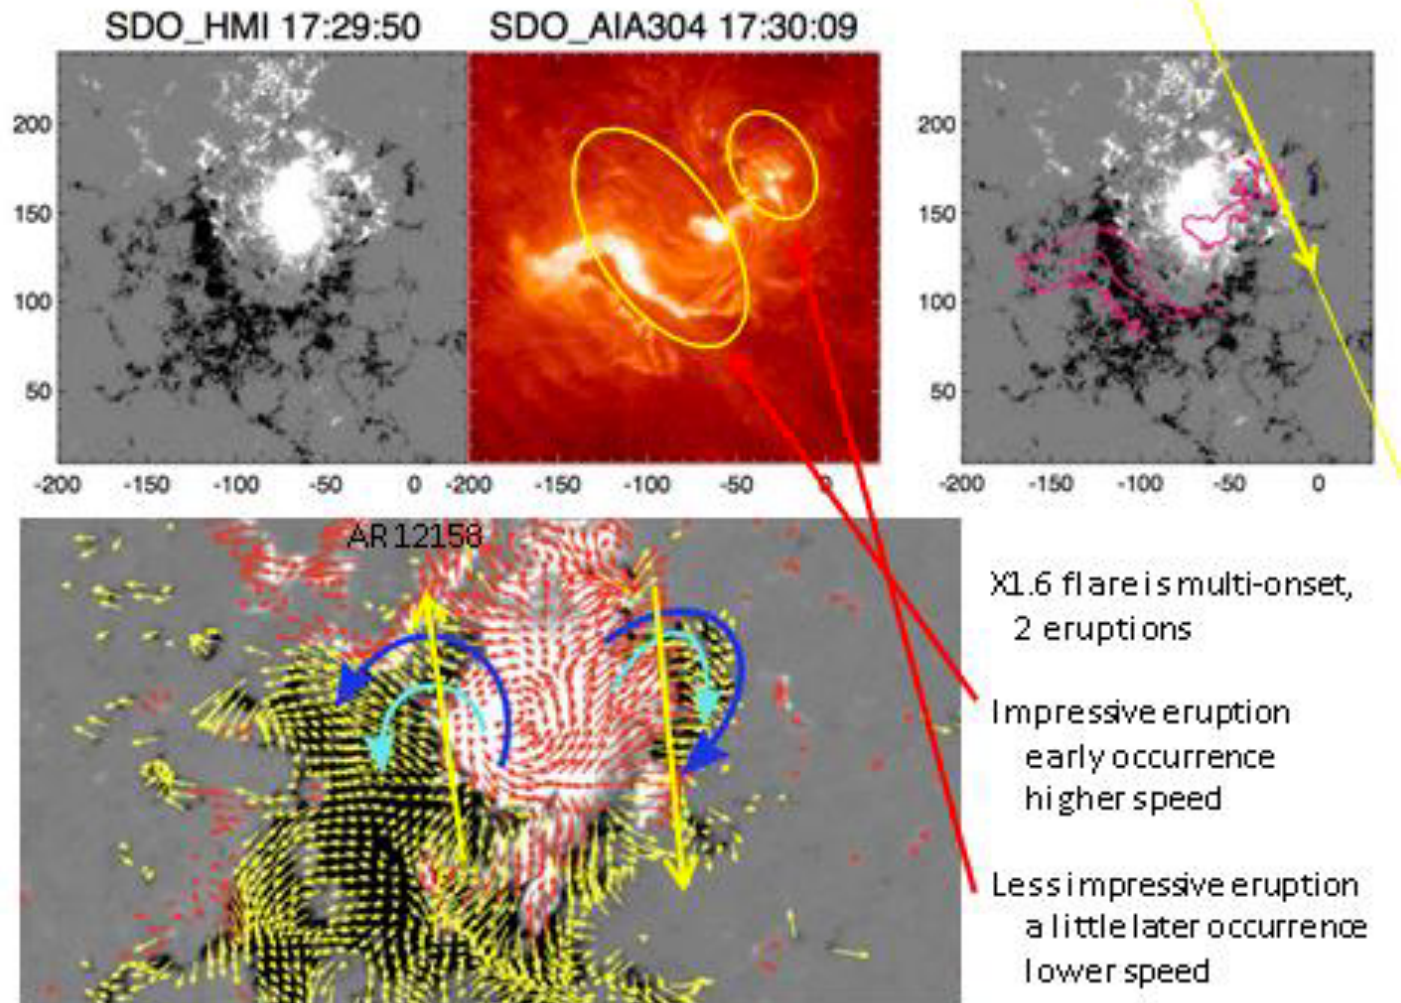 SDO_HMI 17:29:50
SDO_AIA304 17:30:09
200
150
100
50
-200 -150 -100 -50 0
-200 -150 -100 -50 0
200
150
100
50
-200 -150 -100 -50 0
AR 12158
X1.6 flare is multi-onset,
2 eruptions
Impressive eruption
early occurrence
higher speed
Less impressive eruption
a little later occurrence
lower speed